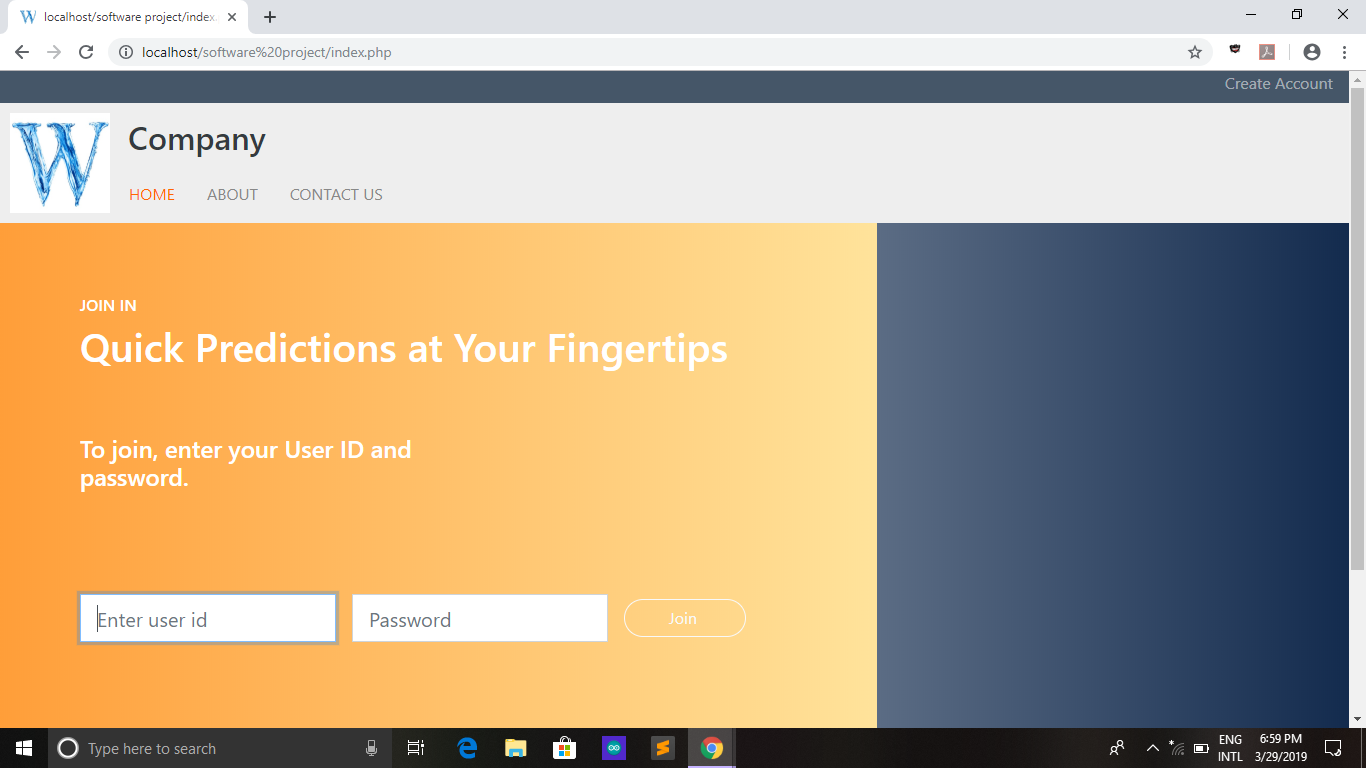 localhost/software project/index.
localhost/software%20project/index.php
Create Account
W
Company
HOME ABOUT CONTACT US
JOIN IN
Quick Predictions at Your Fingertips
To join, enter your User ID and
password.
Enter user id Password Join
Type here to search
ENG 6:59 PM
INTL 3/29/2019